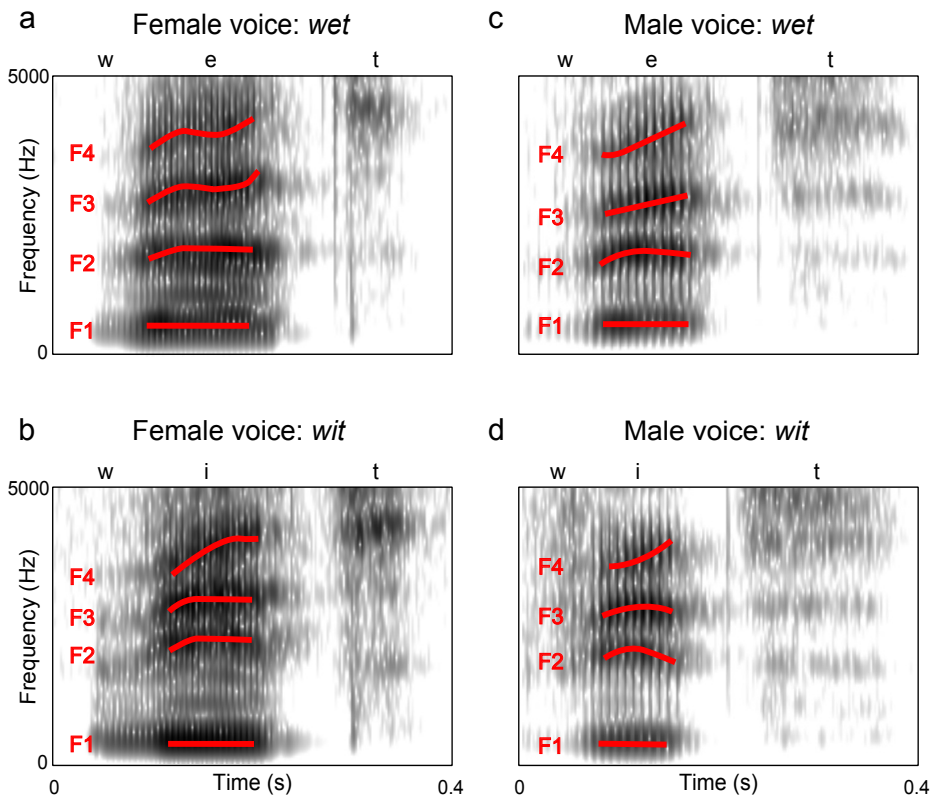 a
Female voice: wet
w e t
5000
Frequency (Hz)
F4
F3
F2
F1
0
c
Male voice: wet
w e t
F4
F3
F2
F1
b
Female voice: wit
w i t
5000
Frequency (Hz)
F4
F3
F2
F1
0
0 Time (s) 0.4
d
Male voice: wit
w i t
F4
F3
F2
F1
0 Time (s) 0.4